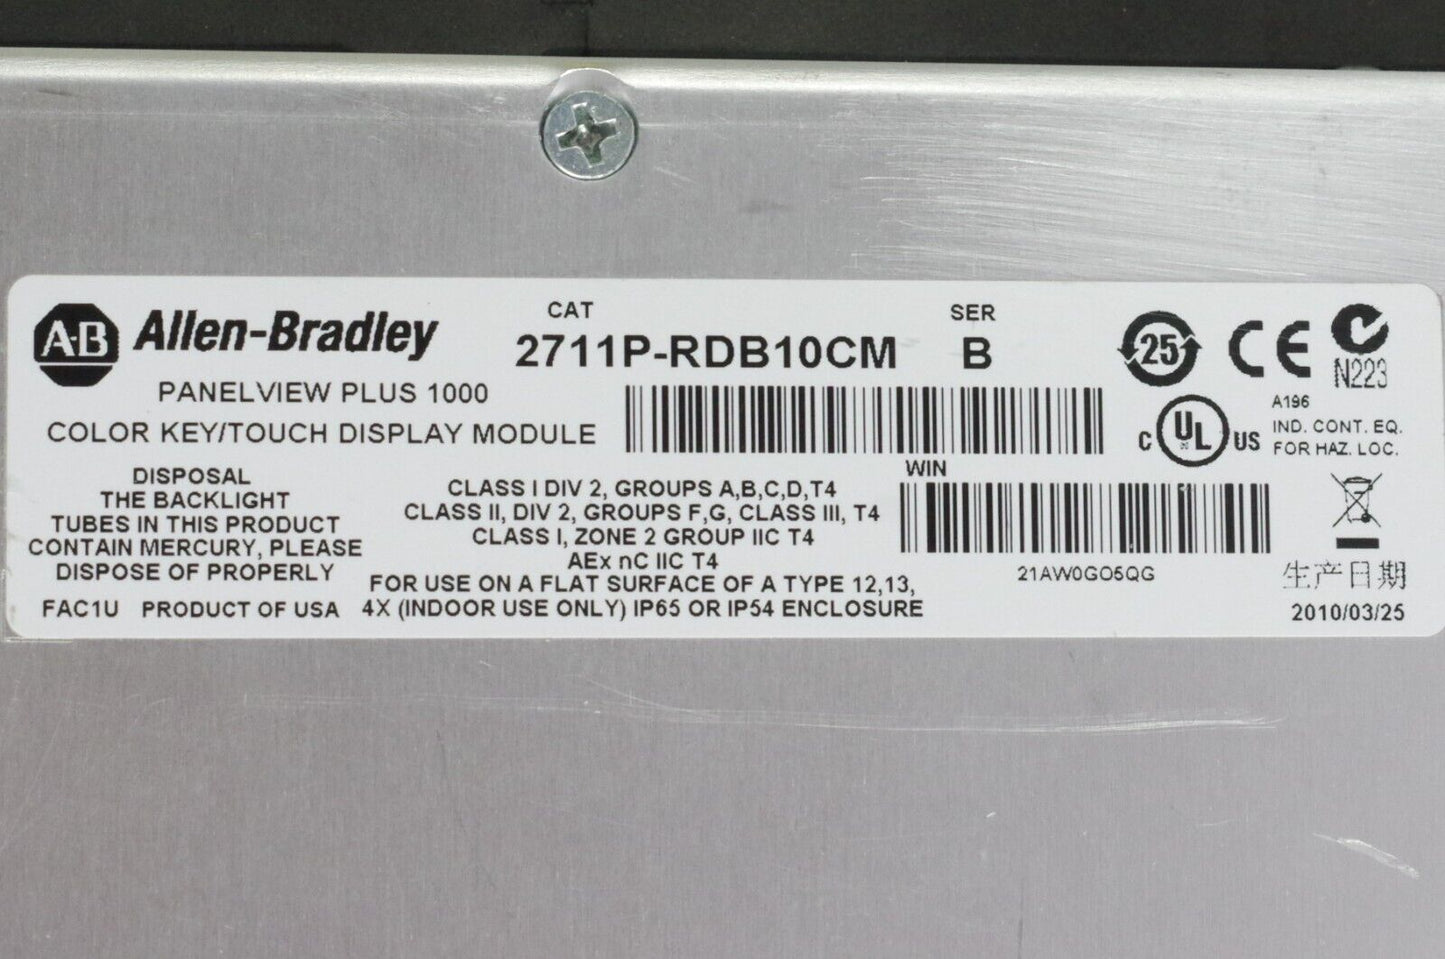 A-B Allen-Bradley
PANELVIEW PLUS 1000
COLOR KEY/TOUCH DISPLAY MODULE
CAT
2711P-RDB10CM
SER
B
25
CE
N223
C UL US
A196
IND. CONT. EQ.
FOR HAZ. LOC.
DISPOSAL
THE BACKLIGHT
TUBES IN THIS PRODUCT
CONTAIN MERCURY, PLEASE
DISPOSE OF PROPERLY
FAC1U PRODUCT OF USA
CLASS I DIV 2, GROUPS A,B,C,D,T4
CLASS II, DIV 2, GROUPS F,G, CLASS III, T4
CLASS I, ZONE 2 GROUP IIC T4
AEx nC IIC T4
FOR USE ON A FLAT SURFACE OF A TYPE 12,13,
4X (INDOOR USE ONLY) IP65 OR IP54 ENCLOSURE
WIN
21AW0GO5QG
生产日期
2010/03/25